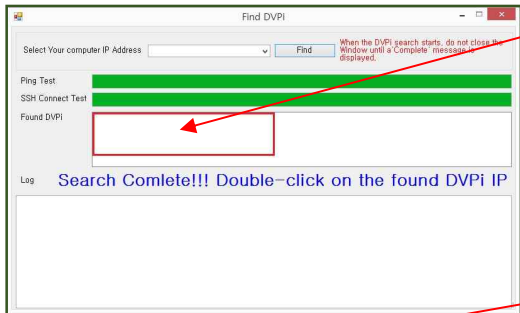 Find DVPi
Select Your computer IP Address
Find
When the DVPi search starts, do not close the
Window until a 'Complete' message is
displayed.
Ping Test
SSH Connect Test
Found DVPi
Search Comlete!!! Double-click on the found DVPi IP
Log